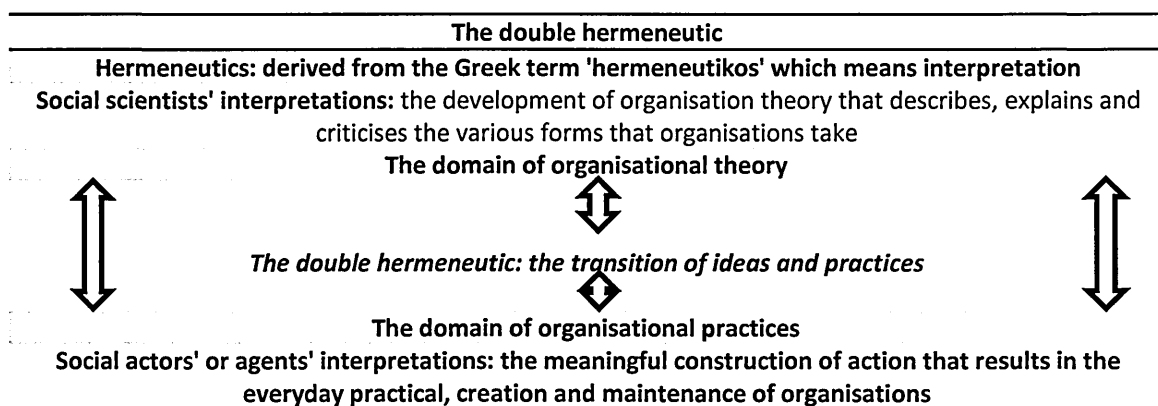 The double hermeneutic
Hermeneutics: derived from the Greek term 'hermeneutikos' which means interpretation
Social scientists' interpretations: the development of organisation theory that describes, explains and
criticises the various forms that organisations take
The domain of organisational theory
The double hermeneutic: the transition of ideas and practices
The domain of organisational practices
Social actors' or agents' interpretations: the meaningful construction of action that results in the
everyday practical, creation and maintenance of organisations